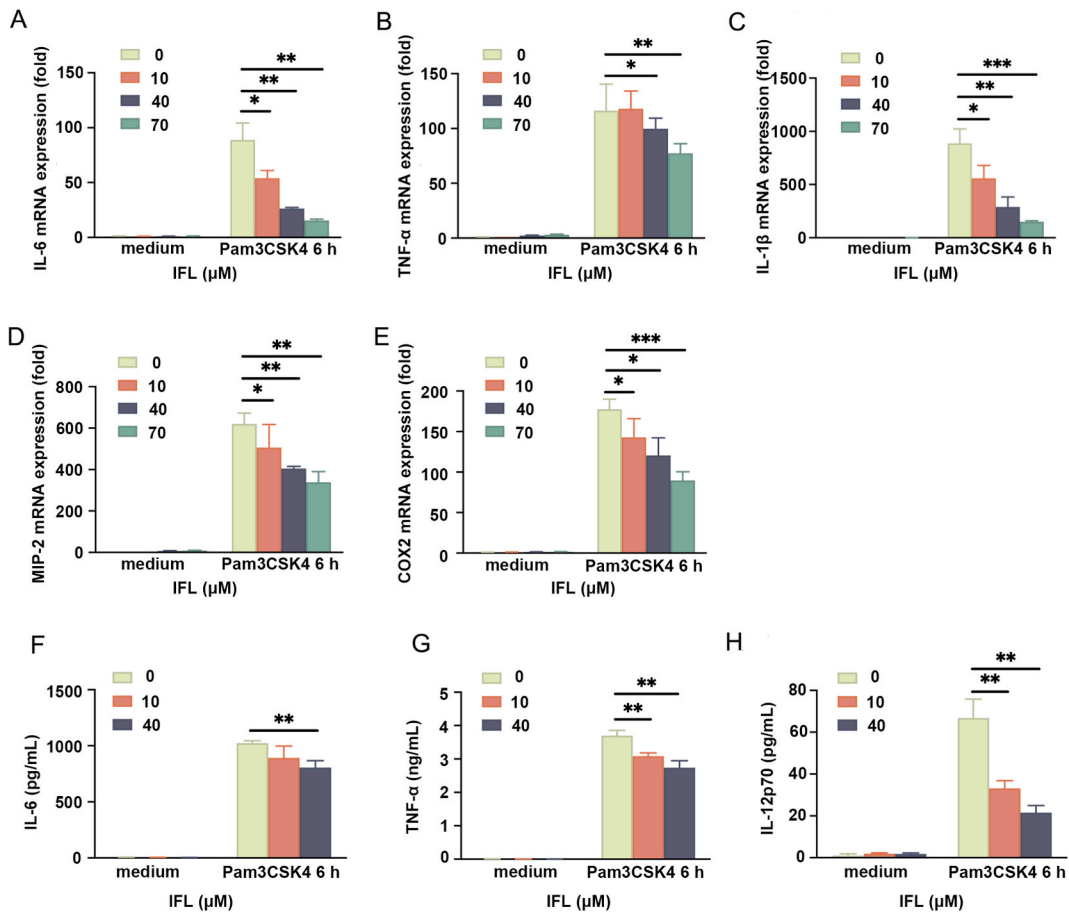 A
IL-6 mRNA expression (fold)
0
10
40
70
150
100
50
0
*
**
**
medium
Pam3CSK4 6 h
IFL (μM)
B
TNF-α mRNA expression (fold)
0
10
40
70
150
100
50
0
*
**
medium
Pam3CSK4 6 h
IFL (μM)
C
IL-1β mRNA expression (fold)
0
10
40
70
1500
1000
500
0
*
**
***
medium
Pam3CSK4 6 h
IFL (μM)
D
MIP-2 mRNA expression (fold)
0
10
40
70
800
600
400
200
0
*
**
**
medium
Pam3CSK4 6 h
IFL (μM)
E
COX2 mRNA expression (fold)
0
10
40
70
200
150
100
50
0
*
*
***
medium
Pam3CSK4 6 h
IFL (μM)
F
IL-6 (pg/mL)
0
10
40
1500
1000
500
0
**
medium
Pam3CSK4 6 h
IFL (μM)
G
TNF-α (ng/mL)
0
10
40
5
4
3
2
1
0
**
**
medium
Pam3CSK4 6 h
IFL (μM)
H
IL-12p70 (pg/mL)
0
10
40
80
60
40
20
0
**
**
medium
Pam3CSK4 6 h
IFL (μM)